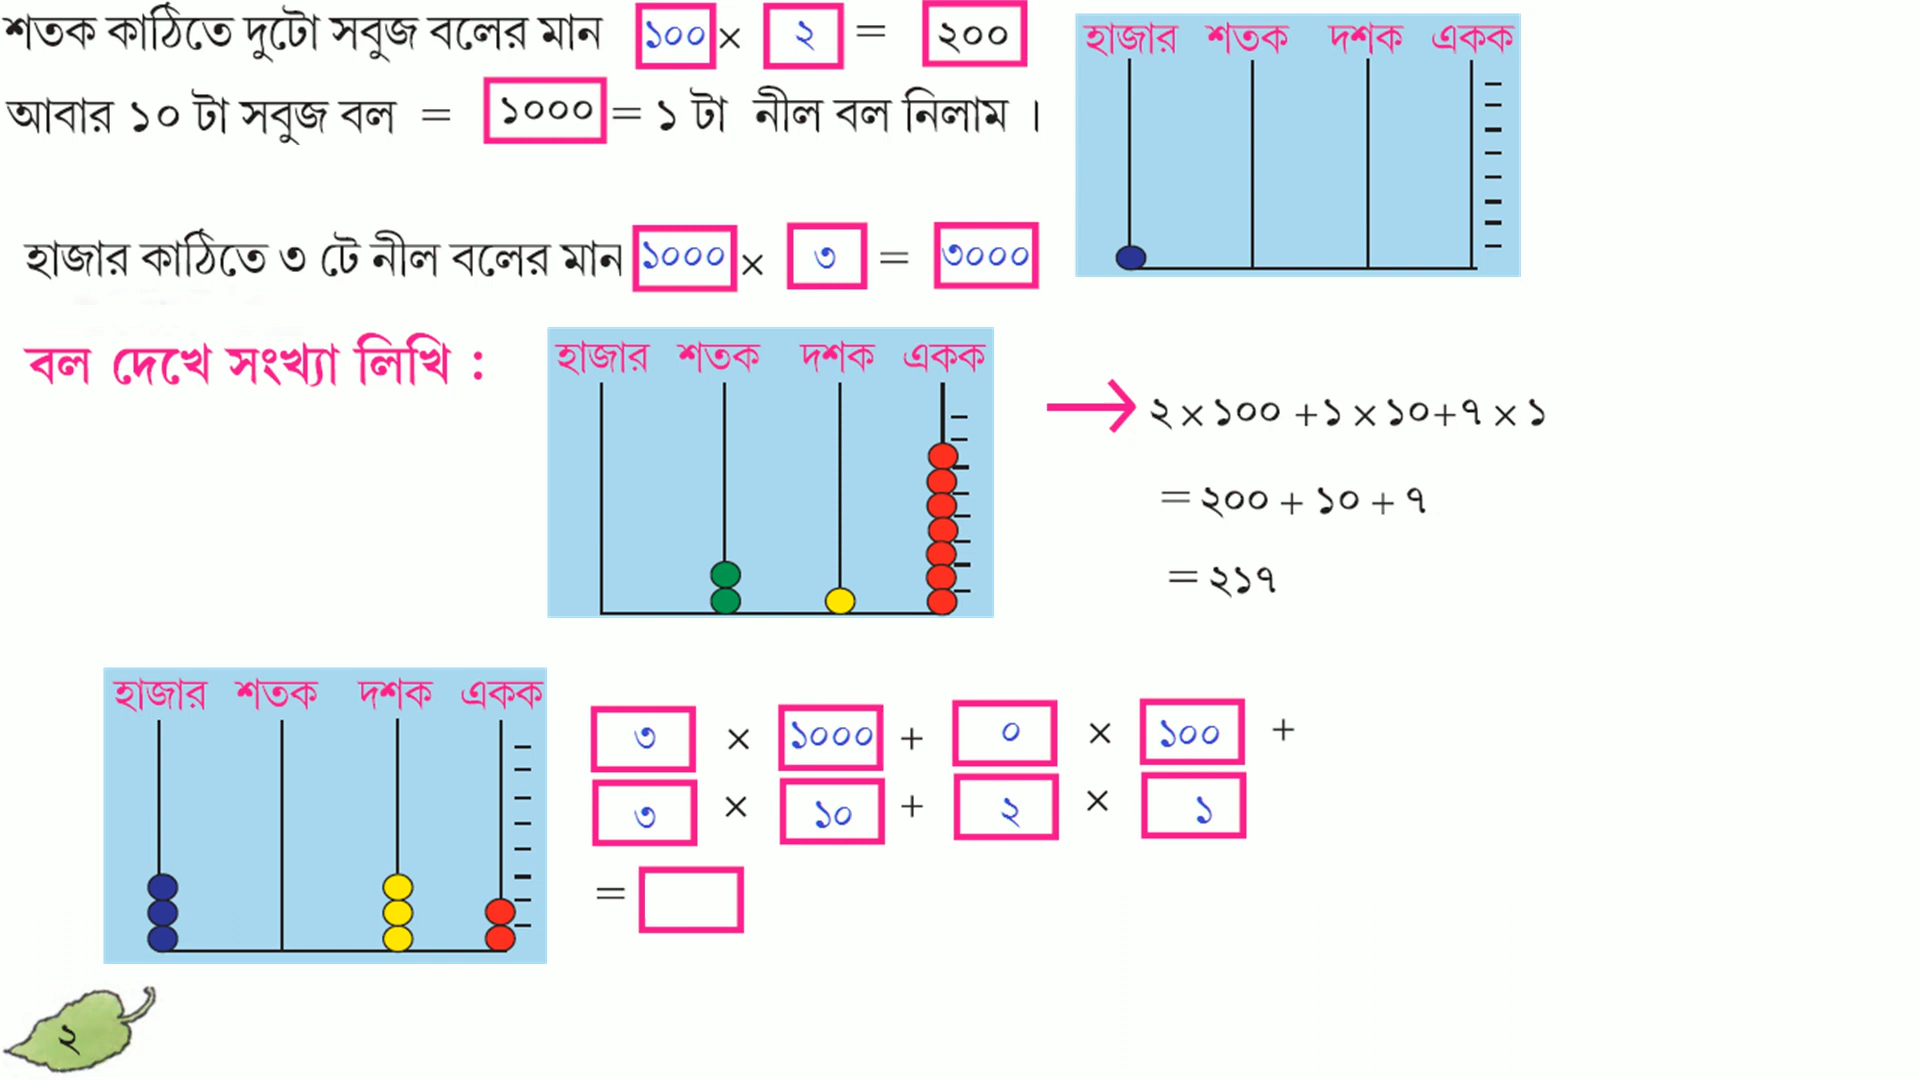 শতক কাঠিতে দুটো সবুজ বলের মান ১০০ × ২ = ২০০
আবার ১০ টা সবুজ বল = ১০০০ = ১ টা নীল বল নিলাম ।
হাজার শতক দশক একক
হাজার কাঠিতে ৩ টে নীল বলের মান ১০০০ × ৩ = ৩০০০
বল দেখে সংখ্যা লিখি :
হাজার শতক দশক একক
২ × ১০০ + ১ × ১০ + ৭ × ১
= ২০০ + ১০ + ৭
= ২১৭
হাজার শতক দশক একক
৩ × ১০০০ + ০ × ১০০ +
৩ × ১০ + ২ × ১
=
২